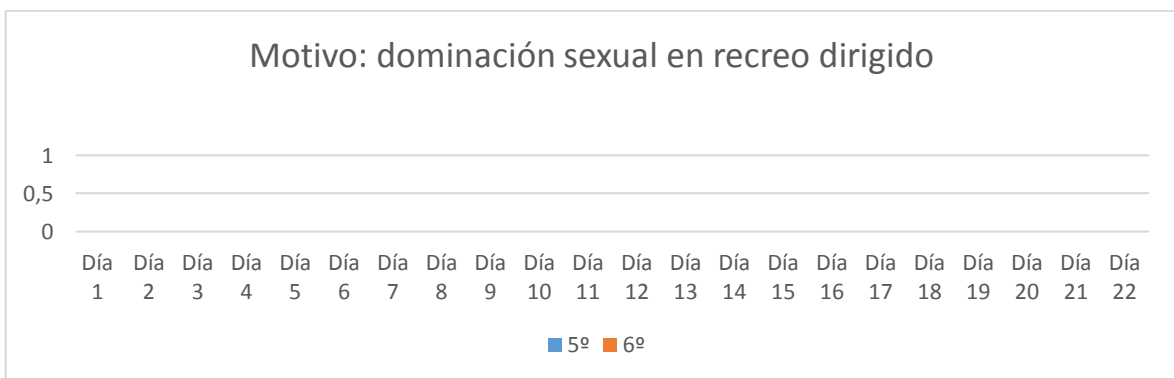 Motivo: dominación sexual en recreo dirigido
1
0,5
0
Día Día Día Día Día Día Día Día Día Día Día Día Día Día Día Día Día Día Día Día Día Día
1 2 3 4 5 6 7 8 9 10 11 12 13 14 15 16 17 18 19 20 21 22
5º 6º